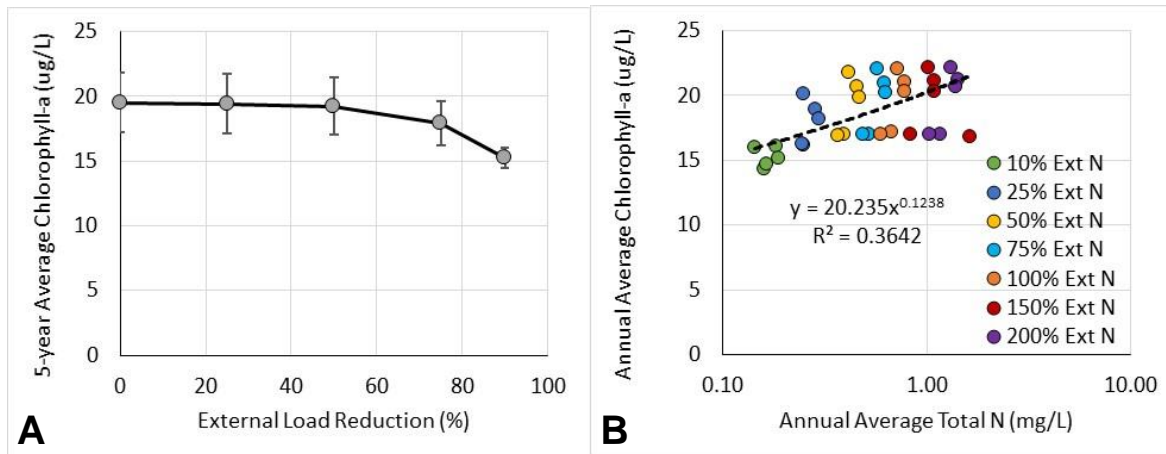 25
20
15
10
5
0
0 20 40 60 80 100
5-year Average Chlorophyll-a (ug/L)
External Load Reduction (%)
A
25
20
15
10
5
0
0.10 1.00 10.00
Annual Average Chlorophyll-a (ug/L)
Annual Average Total N (mg/L)
y = 20.235x^0.1238
R² = 0.3642
10% Ext N
25% Ext N
50% Ext N
75% Ext N
100% Ext N
150% Ext N
200% Ext N
B